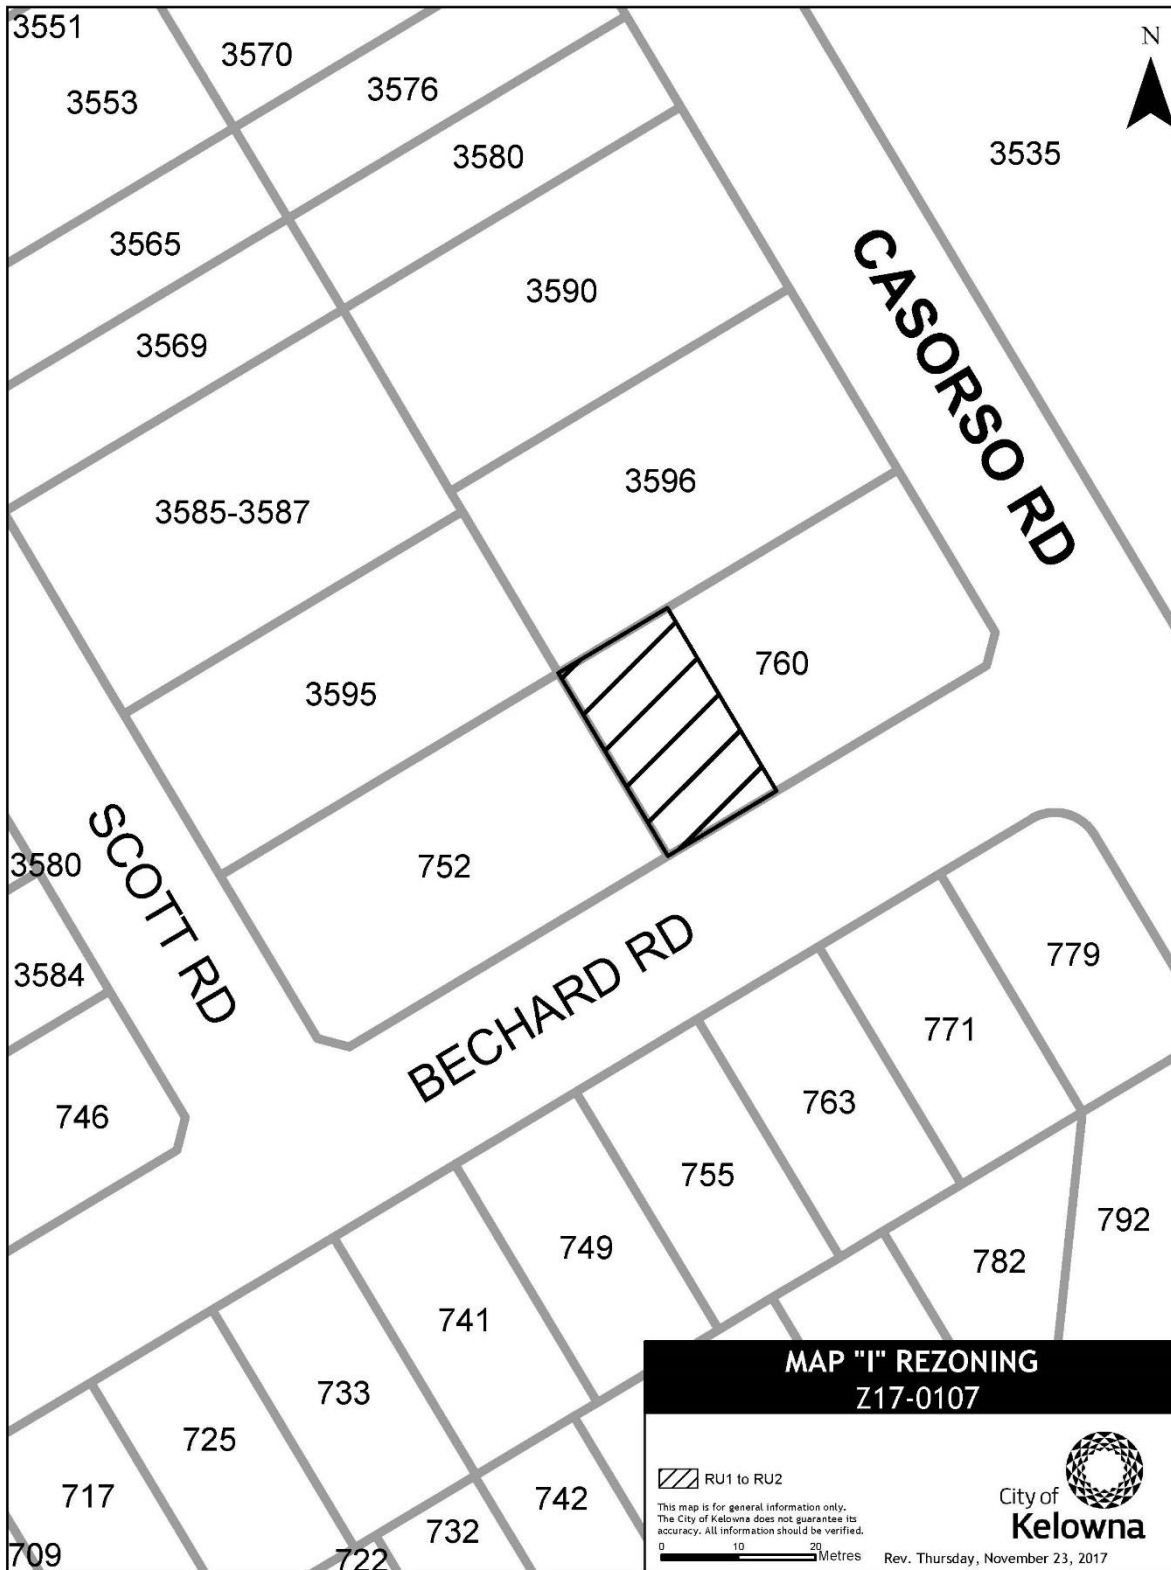 3551
3570
N
3576
3553
3580
3535
3565
3590
3569
CASORSO RD
3596
3585-3587
760
3595
SCOTT RD
3580
752
BECHARD RD
779
3584
771
763
746
755
792
749
782
741
733
725
717
742
732
709
722
MAP "I" REZONING
Z17-0107
RU1 to RU2
This map is for general information only.
The City of Kelowna does not guarantee its
accuracy. All information should be verified.
0 10 20
Metres
City of
Kelowna
Rev. Thursday, November 23, 2017